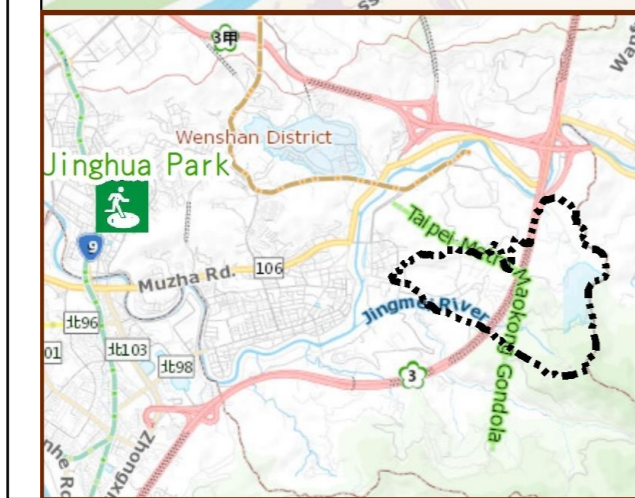 3甲
Wenshan District
Jinghua Park
9
Taipei Metro Maokong Gondola
Muzha Rd.
106
Jingmei River
北96
01
北103
北98
3